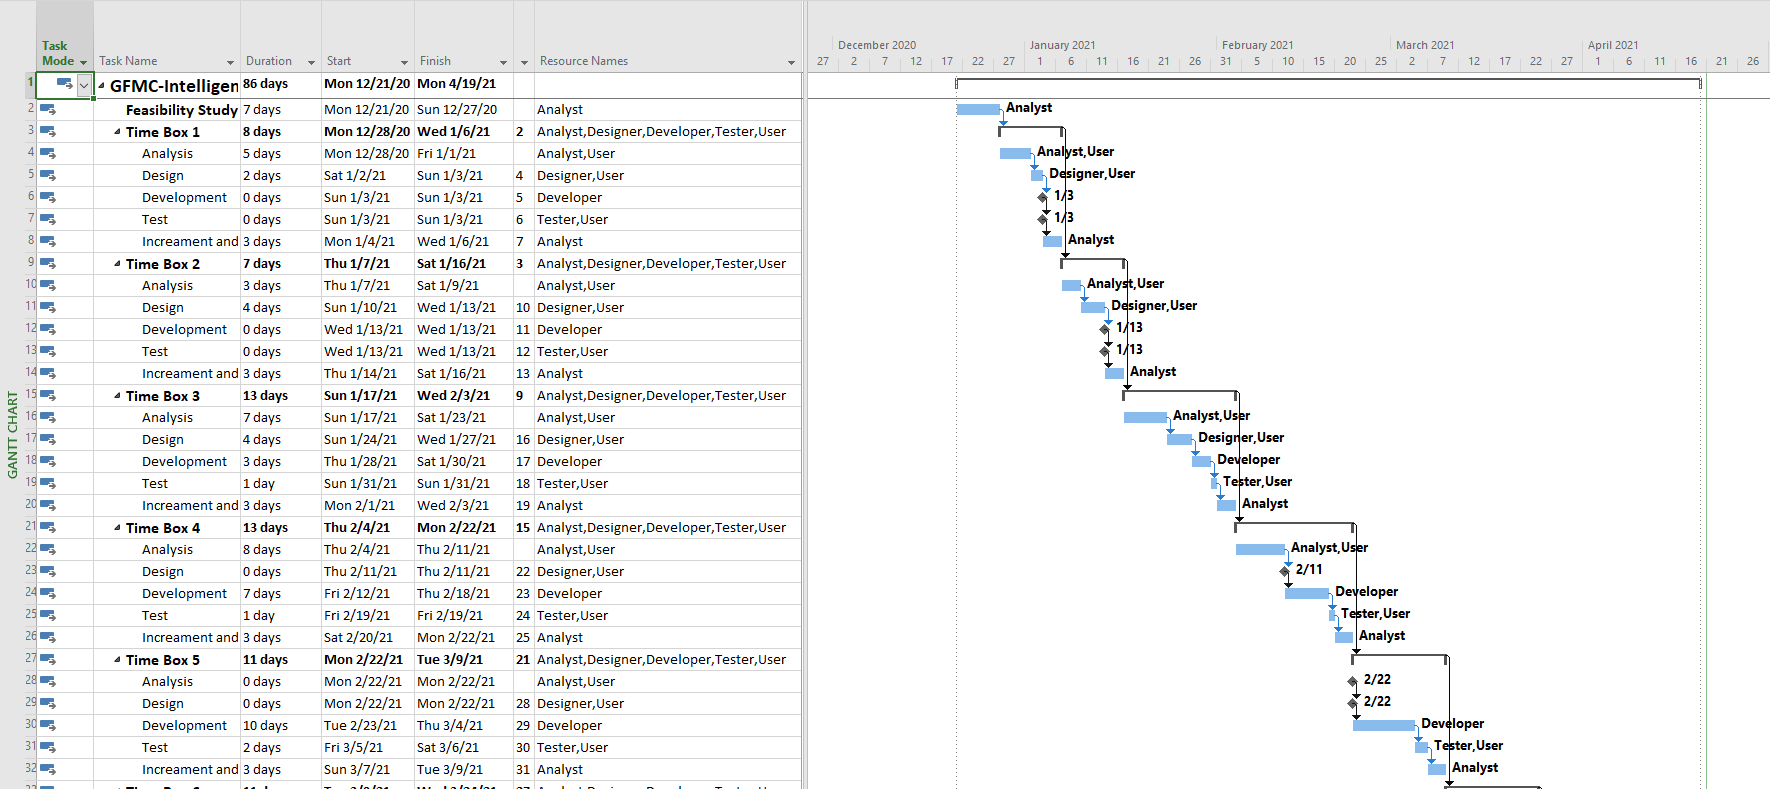 December 2020 January 2021 February 2021 March 2021 April 2021
Task Mode Task Name Duration Start Finish Resource Names
27 2 7 12 17 22 27 1 6 11 16 21 26 31 5 10 15 20 25 2 7 12 17 22 27 1 6 11 16 21 26
GANTT CHART
1 GFMC-Intelligen 86 days Mon 12/21/20 Mon 4/19/21
2 Feasibility Study 7 days Mon 12/21/20 Sun 12/27/20 Analyst Analyst
3 Time Box 1 8 days Mon 12/28/20 Wed 1/6/21 2 Analyst,Designer,Developer,Tester,User
4 Analysis 5 days Mon 12/28/20 Fri 1/1/21 Analyst,User Analyst,User
5 Design 2 days Sat 1/2/21 Sun 1/3/21 4 Designer,User Designer,User
6 Development 0 days Sun 1/3/21 Sun 1/3/21 5 Developer 1/3
7 Test 0 days Sun 1/3/21 Sun 1/3/21 6 Tester,User 1/3
8 Increament and 3 days Mon 1/4/21 Wed 1/6/21 7 Analyst Analyst
9 Time Box 2 7 days Thu 1/7/21 Sat 1/16/21 3 Analyst,Designer,Developer,Tester,User
10 Analysis 3 days Thu 1/7/21 Sat 1/9/21 Analyst,User Analyst,User
11 Design 4 days Sun 1/10/21 Wed 1/13/21 10 Designer,User Designer,User
12 Development 0 days Wed 1/13/21 Wed 1/13/21 11 Developer 1/13
13 Test 0 days Wed 1/13/21 Wed 1/13/21 12 Tester,User 1/13
14 Increament and 3 days Thu 1/14/21 Sat 1/16/21 13 Analyst Analyst
15 Time Box 3 13 days Sun 1/17/21 Wed 2/3/21 9 Analyst,Designer,Developer,Tester,User
16 Analysis 7 days Sun 1/17/21 Sat 1/23/21 Analyst,User Analyst,User
17 Design 4 days Sun 1/24/21 Wed 1/27/21 16 Designer,User Designer,User
18 Development 3 days Thu 1/28/21 Sat 1/30/21 17 Developer Developer
19 Test 1 day Sun 1/31/21 Sun 1/31/21 18 Tester,User Tester,User
20 Increament and 3 days Mon 2/1/21 Wed 2/3/21 19 Analyst Analyst
21 Time Box 4 13 days Thu 2/4/21 Mon 2/22/21 15 Analyst,Designer,Developer,Tester,User
22 Analysis 8 days Thu 2/4/21 Thu 2/11/21 Analyst,User Analyst,User
23 Design 0 days Thu 2/11/21 Thu 2/11/21 22 Designer,User 2/11
24 Development 7 days Fri 2/12/21 Thu 2/18/21 23 Developer Developer
25 Test 1 day Fri 2/19/21 Fri 2/19/21 24 Tester,User Tester,User
26 Increament and 3 days Sat 2/20/21 Mon 2/22/21 25 Analyst Analyst
27 Time Box 5 11 days Mon 2/22/21 Tue 3/9/21 21 Analyst,Designer,Developer,Tester,User
28 Analysis 0 days Mon 2/22/21 Mon 2/22/21 Analyst,User 2/22
29 Design 0 days Mon 2/22/21 Mon 2/22/21 28 Designer,User 2/22
30 Development 10 days Tue 2/23/21 Thu 3/4/21 29 Developer Developer
31 Test 2 days Fri 3/5/21 Sat 3/6/21 30 Tester,User Tester,User
32 Increament and 3 days Sun 3/7/21 Tue 3/9/21 31 Analyst Analyst